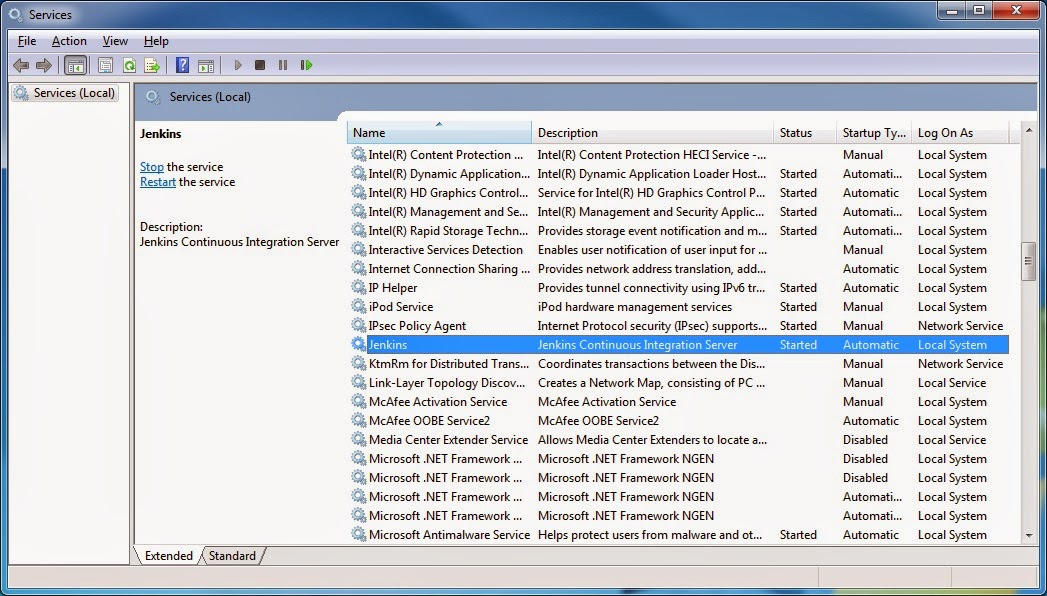 Services
File Action View Help
Services (Local)
Services (Local)
Jenkins
Stop the service
Restart the service
Description:
Jenkins Continuous Integration Server
Name Description Status Startup Ty... Log On As
Intel(R) Content Protection ... Intel(R) Content Protection HECI Service -... Manual Local System
Intel(R) Dynamic Application... Intel(R) Dynamic Application Loader Host... Started Automati... Local System
Intel(R) HD Graphics Control... Service for Intel(R) HD Graphics Control P... Started Automatic Local System
Intel(R) Management and Se... Intel(R) Management and Security Applic... Started Automati... Local System
Intel(R) Rapid Storage Techn... Provides storage event notification and m... Started Automati... Local System
Interactive Services Detection Enables user notification of user input for ... Manual Local System
Internet Connection Sharing ... Provides network address translation, add... Automatic Local System
IP Helper Provides tunnel connectivity using IPv6 tr... Started Automatic Local System
iPod Service iPod hardware management services Started Manual Local System
IPsec Policy Agent Internet Protocol security (IPsec) supports... Started Manual Network Service
Jenkins Jenkins Continuous Integration Server Started Automatic Local System
KtmRm for Distributed Trans... Coordinates transactions between the Dis... Manual Network Service
Link-Layer Topology Discov... Creates a Network Map, consisting of PC ... Manual Local Service
McAfee Activation Service McAfee Activation Service Manual Local System
McAfee OOBE Service2 McAfee OOBE Service2 Automatic Local System
Media Center Extender Service Allows Media Center Extenders to locate a... Disabled Local Service
Microsoft .NET Framework ... Microsoft .NET Framework NGEN Disabled Local System
Microsoft .NET Framework ... Microsoft .NET Framework NGEN Disabled Local System
Microsoft .NET Framework ... Microsoft .NET Framework NGEN Automati... Local System
Microsoft .NET Framework ... Microsoft .NET Framework NGEN Automati... Local System
Microsoft Antimalware Service Helps protect users from malware and ot... Started Automatic Local System
Extended Standard